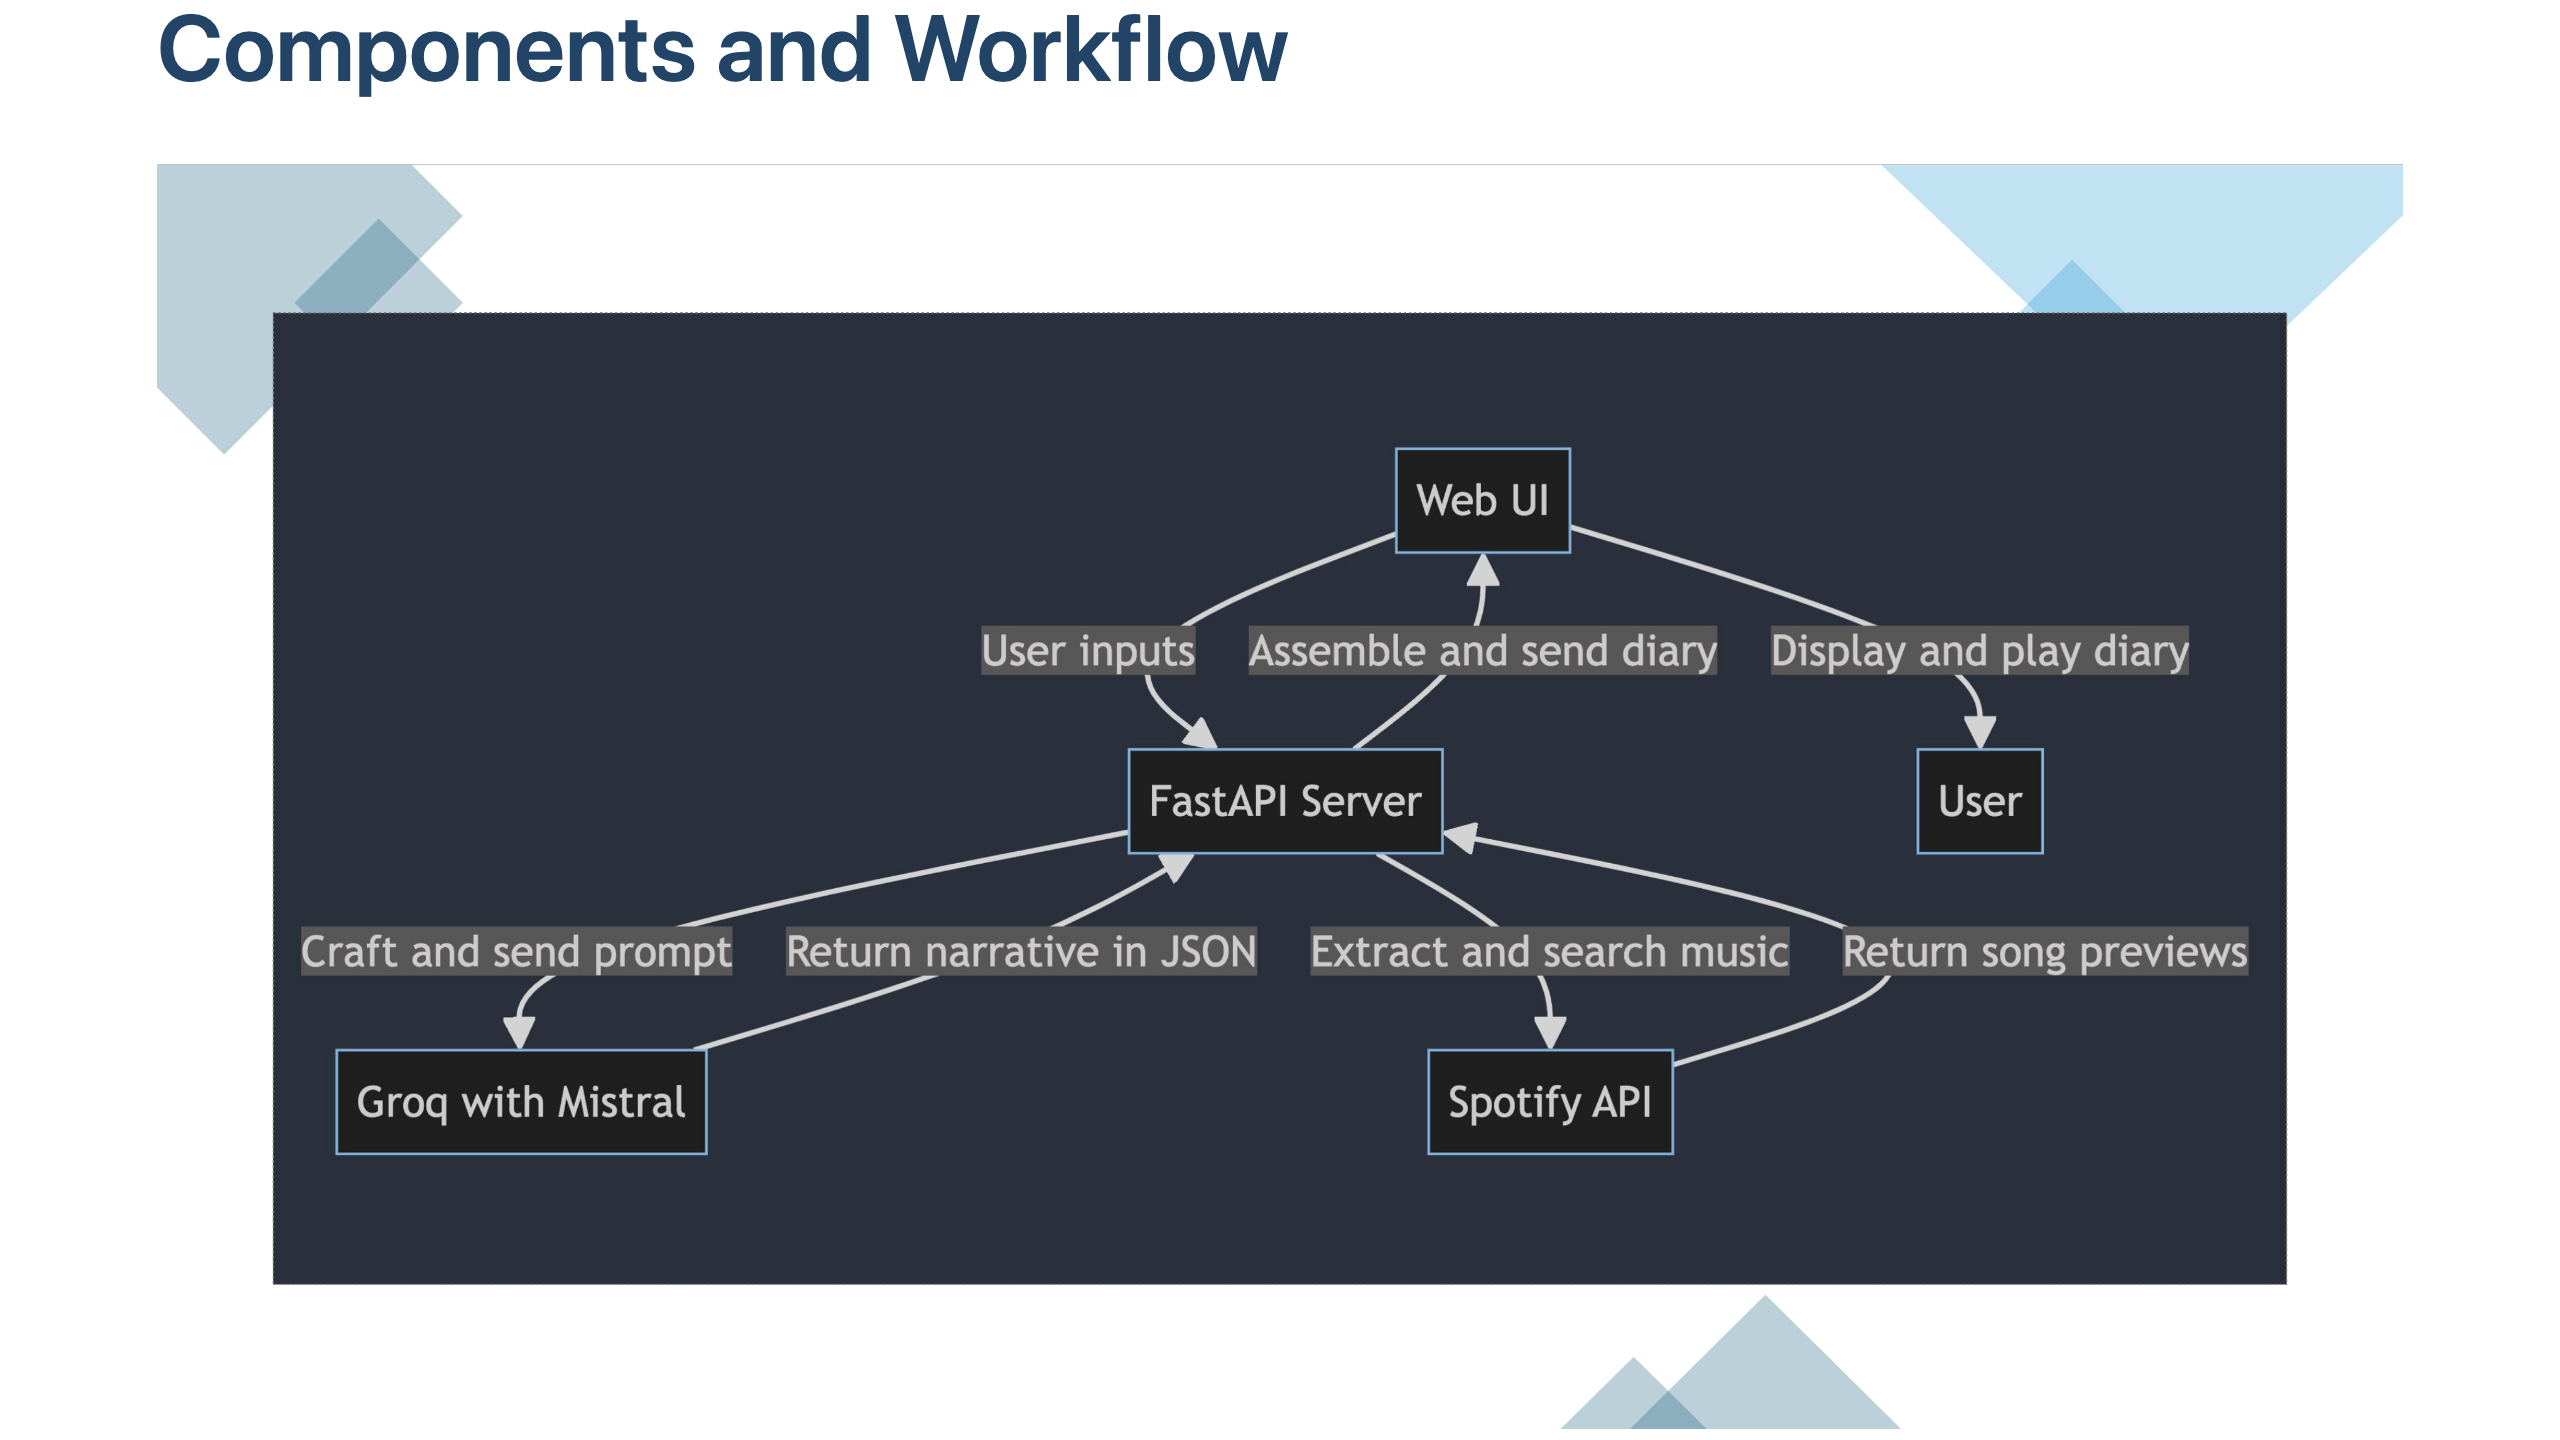 Components and Workflow
Web UI
User inputs
Assemble and send diary
Display and play diary
FastAPI Server
User
Craft and send prompt
Return narrative in JSON
Extract and search music
Return song previews
Groq with Mistral
Spotify API